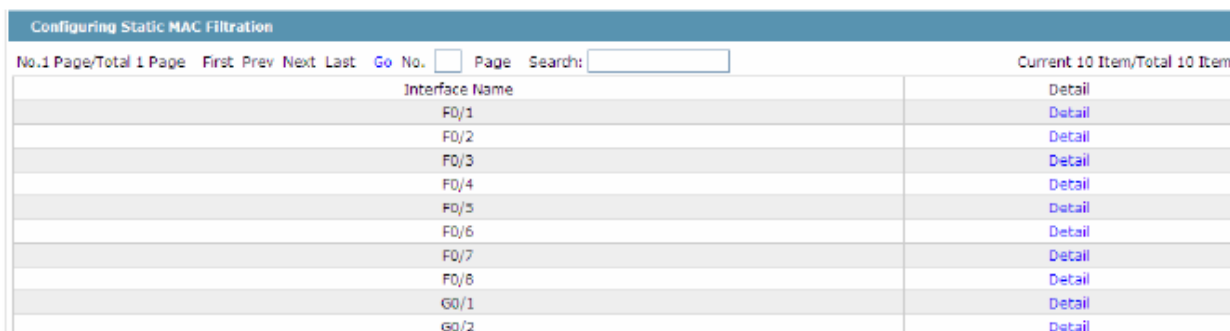 Configuring Static MAC Filtration
No.1 Page/Total 1 Page First Prev Next Last Go No. Page Search: Current 10 Item/Total 10 Item
Interface Name Detail
F0/1 Detail
F0/2 Detail
F0/3 Detail
F0/4 Detail
F0/5 Detail
F0/6 Detail
F0/7 Detail
F0/8 Detail
G0/1 Detail
G0/2 Detail